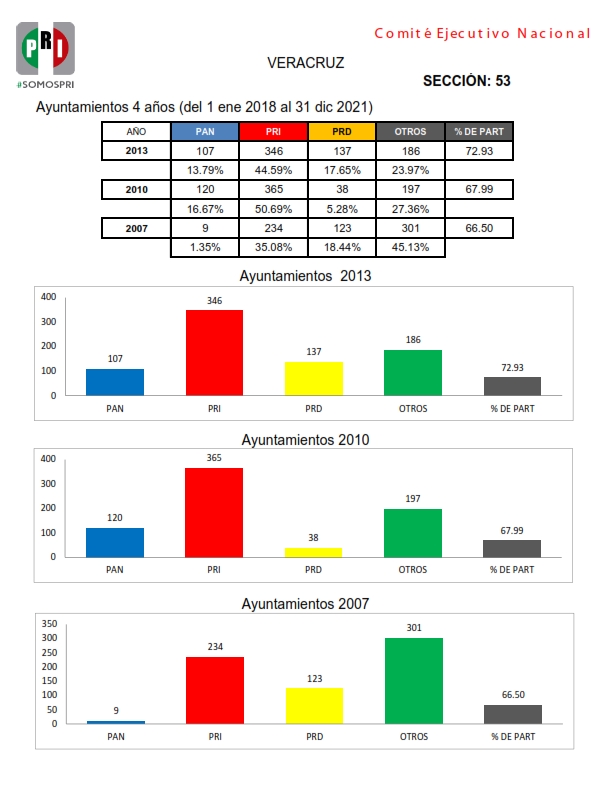 Comité Ejecutivo Nacional
PRI
#SOMOSPRI
VERACRUZ
SECCIÓN: 53
Ayuntamientos 4 años (del 1 ene 2018 al 31 dic 2021)
AÑO PAN PRI PRD OTROS % DE PART
2013 107 346 137 186 72.93
13.79% 44.59% 17.65% 23.97%
2010 120 365 38 197 67.99
16.67% 50.69% 5.28% 27.36%
2007 9 234 123 301 66.50
1.35% 35.08% 18.44% 45.13%
Ayuntamientos 2013
400
300
200
100
0
107 346 137 186 72.93
PAN PRI PRD OTROS % DE PART
Ayuntamientos 2010
400
300
200
100
0
120 365 38 197 67.99
PAN PRI PRD OTROS % DE PART
Ayuntamientos 2007
350
300
250
200
150
100
50
0
9 234 123 301 66.50
PAN PRI PRD OTROS % DE PART